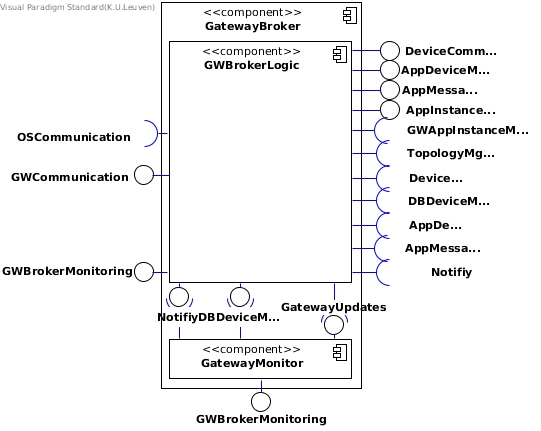 Visual Paradigm Standard(K.U.Leuven)
<<component>>
GatewayBroker
<<component>>
GWBrokerLogic
DeviceComm...
AppDeviceM...
AppMessa...
AppInstance...
OSCommunication
GWAppInstanceM...
TopologyMg...
GWCommunication
Device...
DBDeviceM...
AppDe...
AppMessa...
GWBrokerMonitoring
Notifiy
GatewayUpdates
NotifiyDBDeviceM...
<<component>>
GatewayMonitor
GWBrokerMonitoring